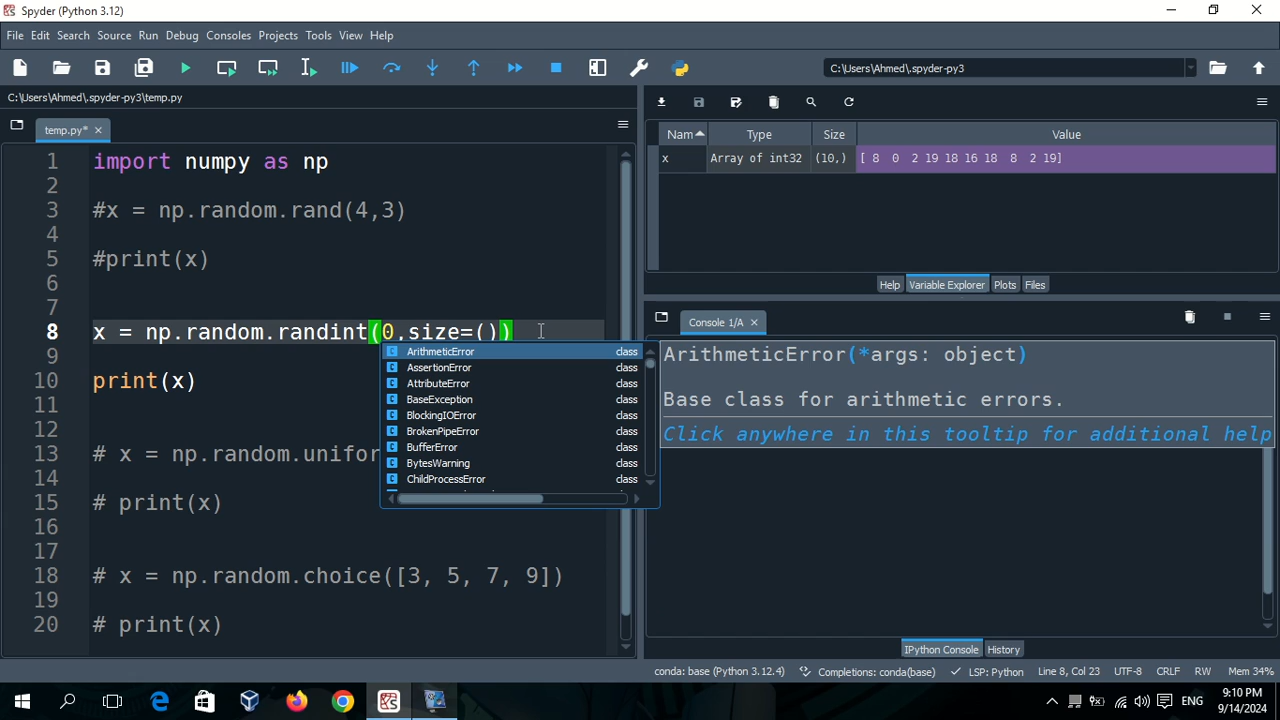 Spyder (Python 3.12)
File Edit Search Source Run Debug Consoles Projects Tools View Help
C:\Users\Ahmed\.spyder-py3
C:\Users\Ahmed\.spyder-py3\temp.py
temp.py*
1 import numpy as np
2
3 #x = np.random.rand(4,3)
4
5 #print(x)
6
7
8 x = np.random.randint(0,size=())
9
10 print(x)
11
12
13 # x = np.random.unifor
14
15 # print(x)
16
17
18 # x = np.random.choice([3, 5, 7, 9])
19
20 # print(x)
ArithmeticError class
AssertionError class
AttributeError class
BaseException class
BlockingIOError class
BrokenPipeError class
BufferError class
BytesWarning class
ChildProcessError class
Nam Type Size Value
x Array of int32 (10,) [ 8 0 2 19 18 16 18 8 2 19]
Help Variable Explorer Plots Files
Console 1/A
ArithmeticError(*args: object)
Base class for arithmetic errors.
Click anywhere in this tooltip for additional help
IPython Console History
conda: base (Python 3.12.4) Completions: conda(base) LSP: Python Line 8, Col 23 UTF-8 CRLF RW Mem 34%
ENG
9:10 PM
9/14/2024